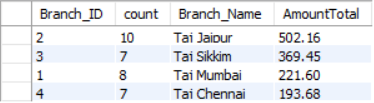 Branch_ID count Branch_Name AmountTotal
2 10 Taj Jaipur 502.16
3 7 Taj Sikkim 369.45
1 8 Taj Mumbai 221.60
4 7 Taj Chennai 193.68